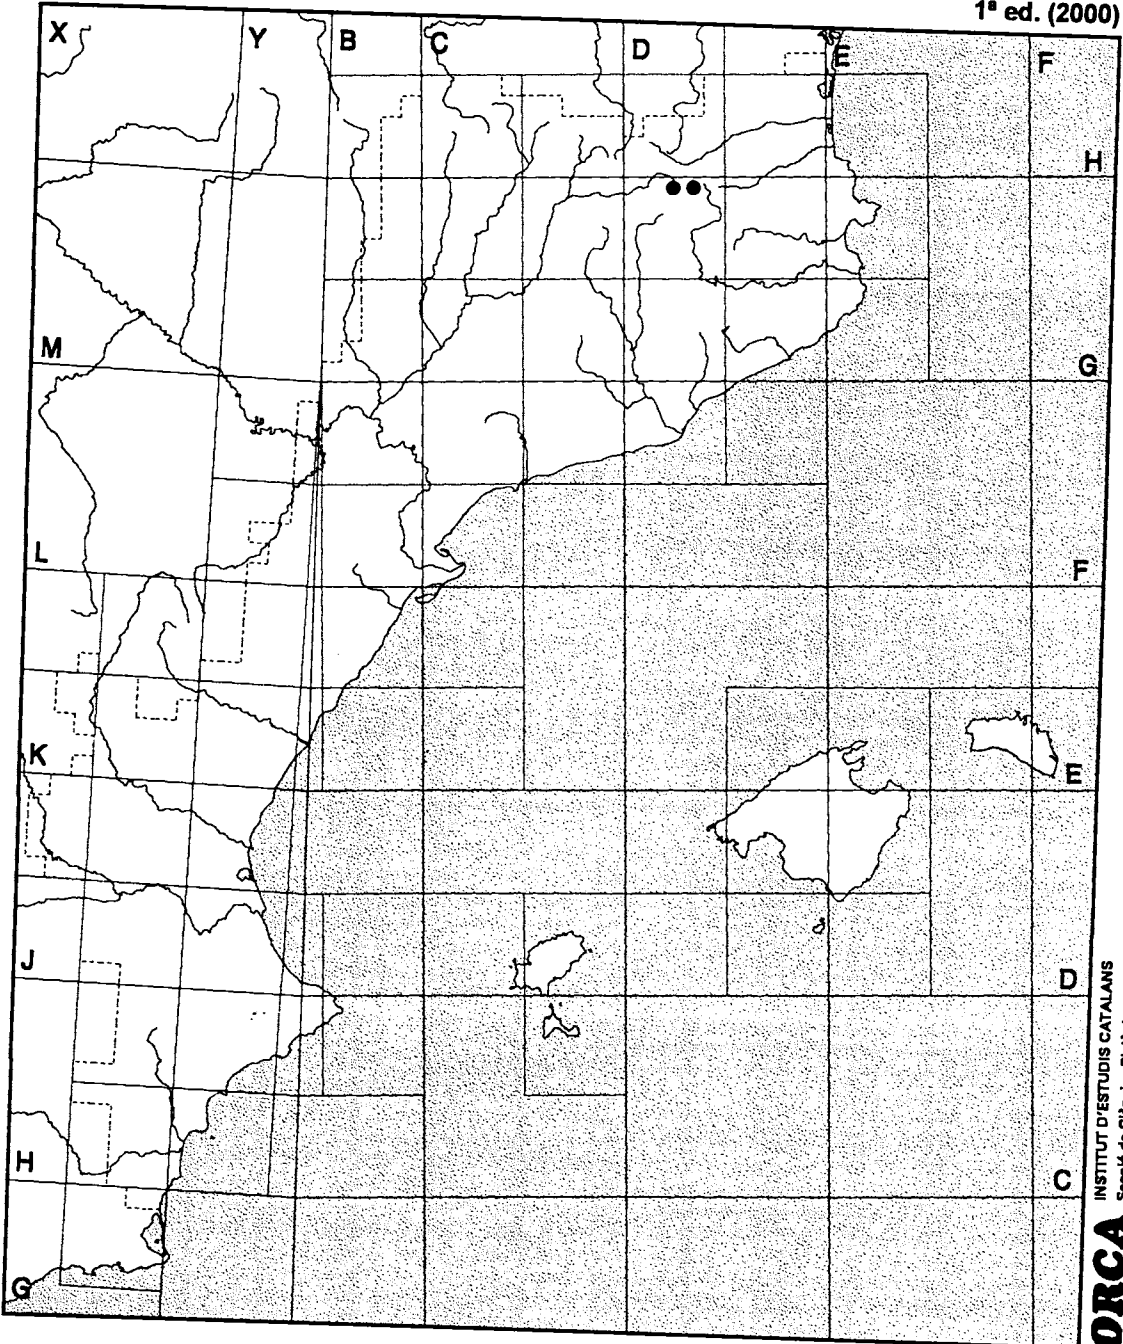 1ª ed. (2000)
X Y B C D E F
H
M
G
L
F
K
E
J
D
H
C
G
INSTITUT D'ESTUDIS CATALANS
ORCA